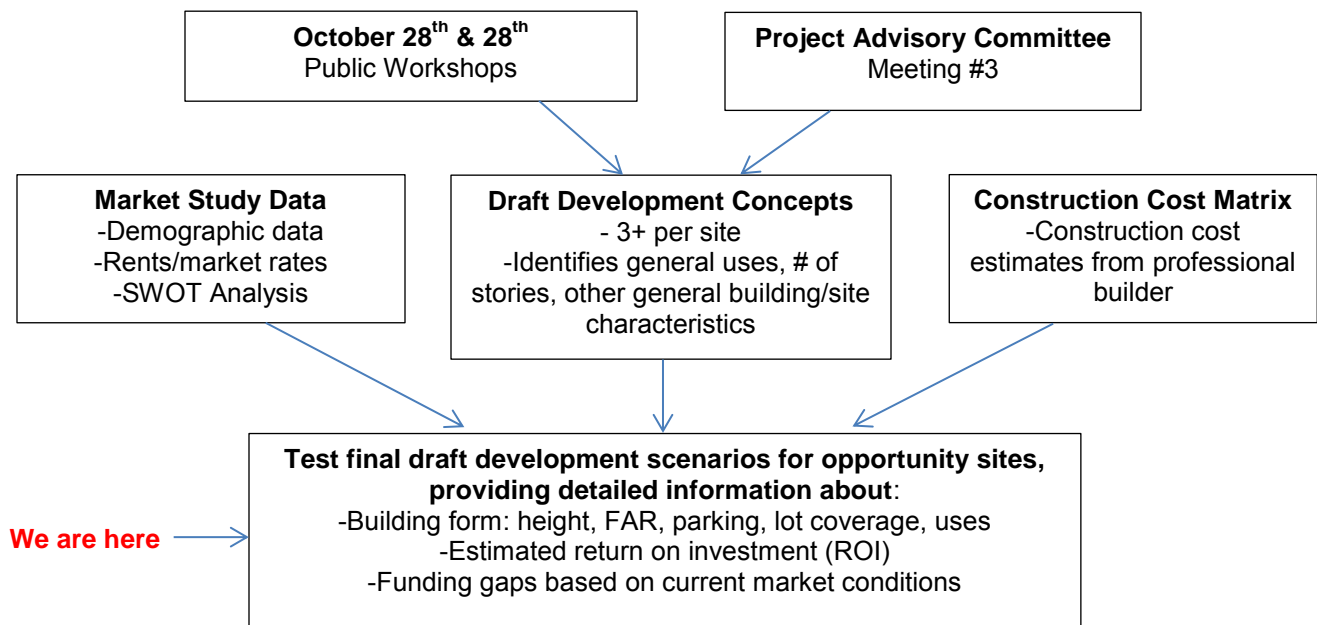 October 28th & 28th
Public Workshops
Project Advisory Committee
Meeting #3
Market Study Data
-Demographic data
-Rents/market rates
-SWOT Analysis
Draft Development Concepts
- 3+ per site
-Identifies general uses, # of
stories, other general building/site
characteristics
Construction Cost Matrix
-Construction cost
estimates from professional
builder
We are here
Test final draft development scenarios for opportunity sites,
providing detailed information about:
-Building form: height, FAR, parking, lot coverage, uses
-Estimated return on investment (ROI)
-Funding gaps based on current market conditions